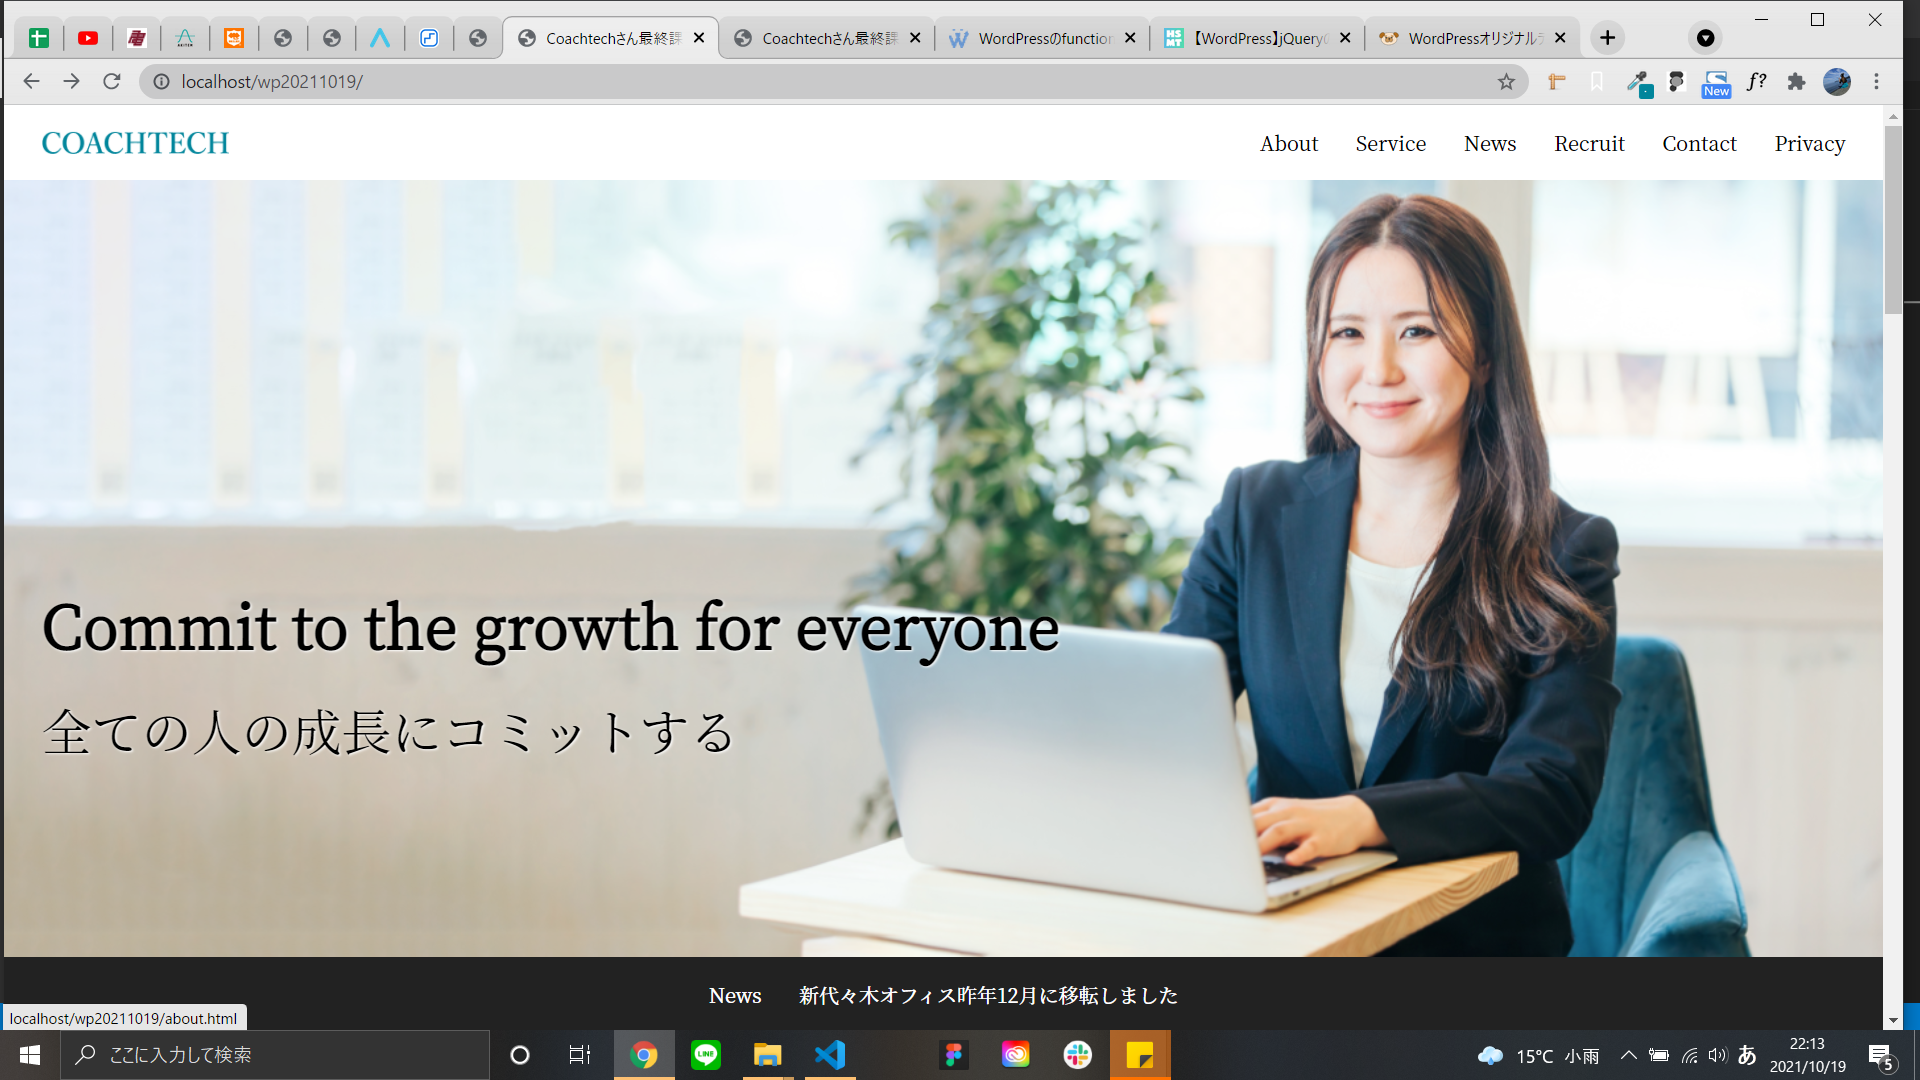 Coachtechさん最終課
Coachtechさん最終課
WordPressのfunction
【WordPress】jQuery
WordPressオリジナル
localhost/wp20211019/
New
f?
COACHTECH
About Service News Recruit Contact Privacy
Commit to the growth for everyone
全ての人の成長にコミットする
News 新代々木オフィス昨年12月に移転しました
localhost/wp20211019/about.html
ここに入力して検索
LINE
15°C 小雨
あ
22:13
2021/10/19
5